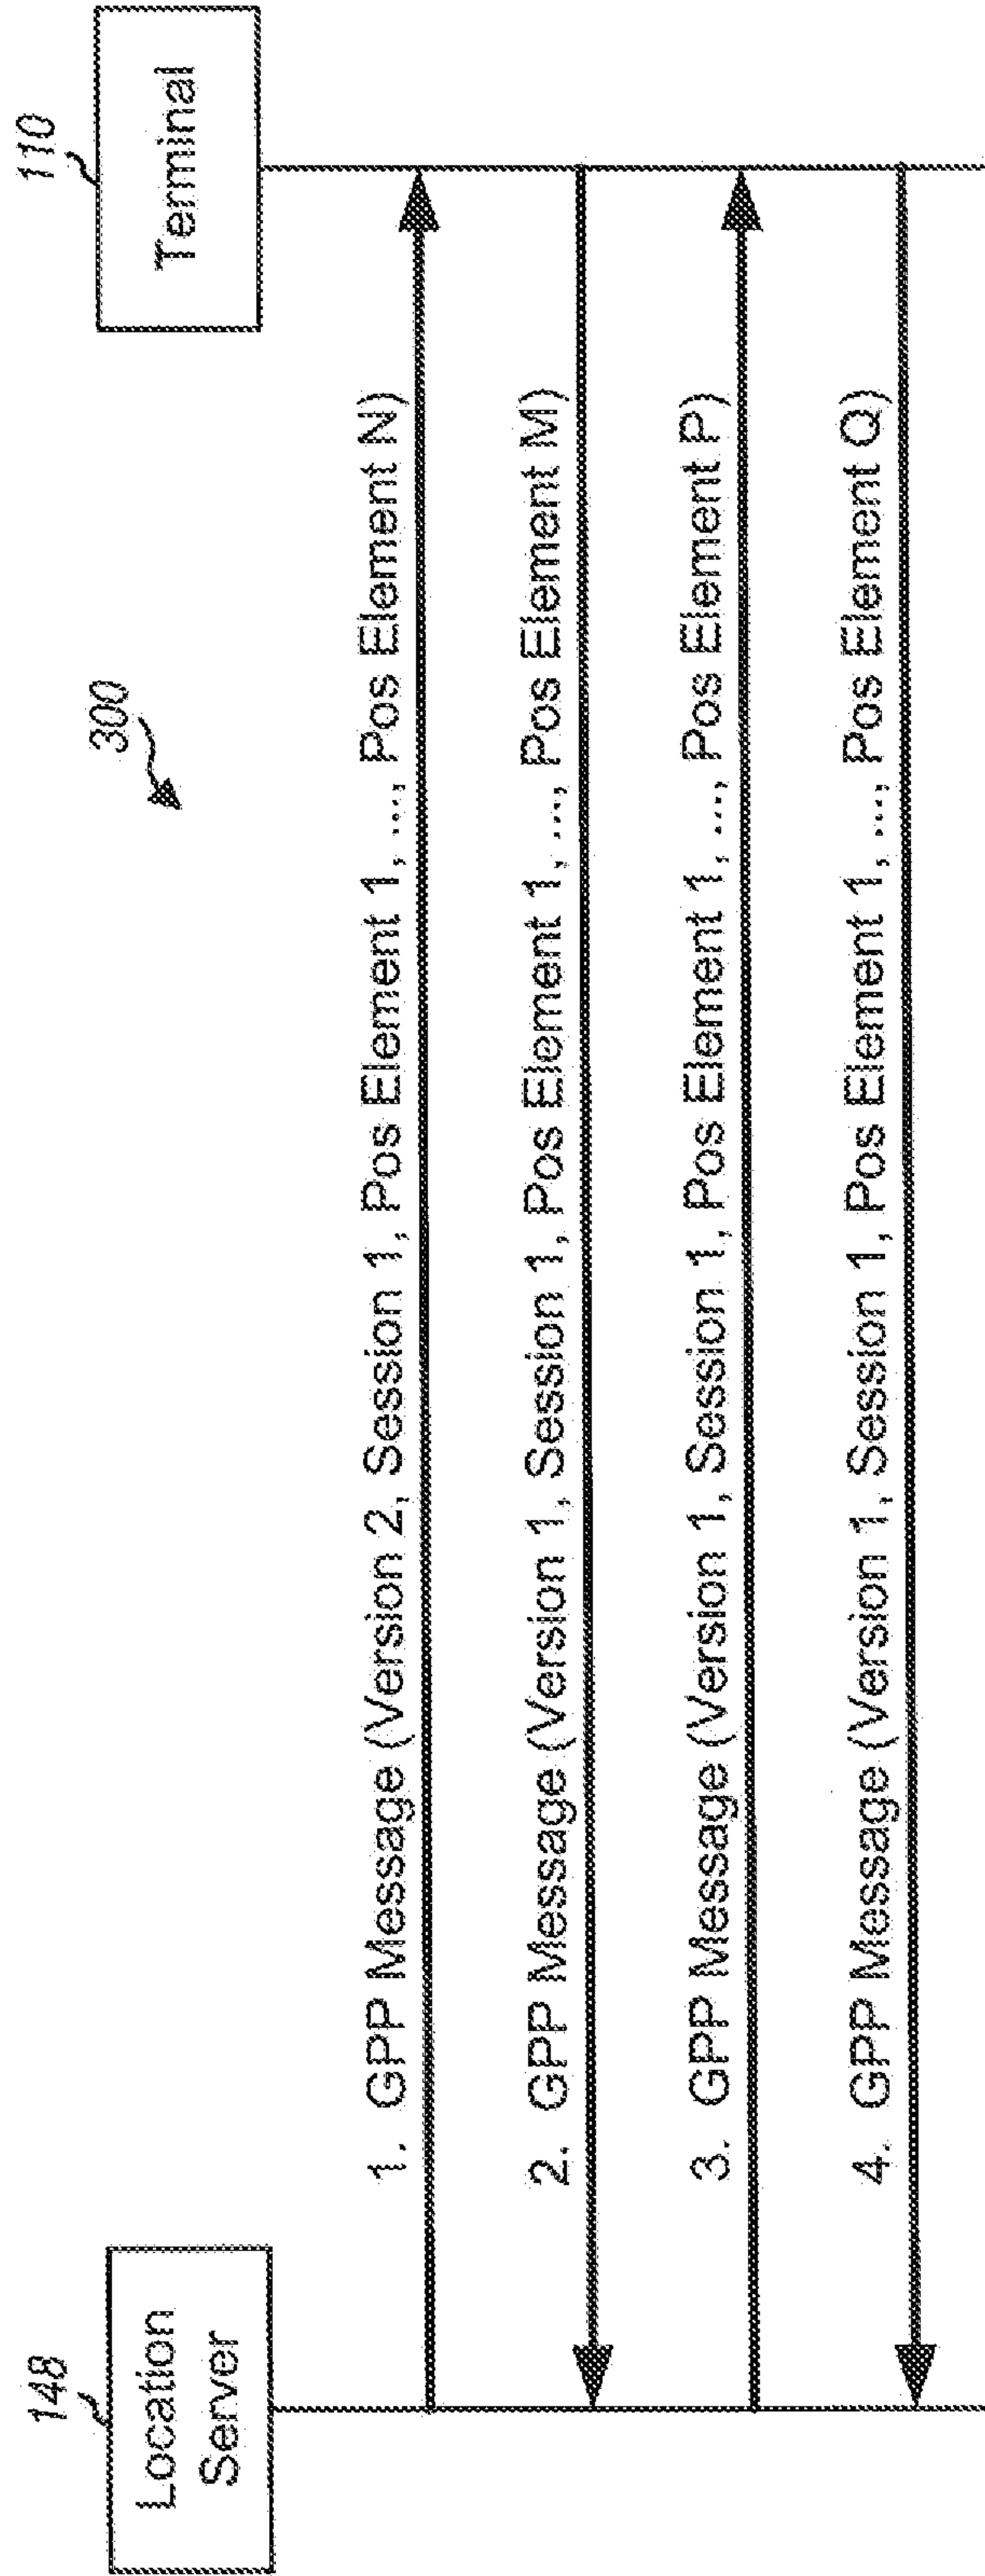 148
Location
Server
300
110
Terminal
1. GPP Message (Version 2, Session 1, Pos Element 1, ..., Pos Element N)
2. GPP Message (Version 1, Session 1, Pos Element 1, ..., Pos Element M)
3. GPP Message (Version 1, Session 1, Pos Element 1, ..., Pos Element P)
4. GPP Message (Version 1, Session 1, Pos Element 1, ..., Pos Element Q)